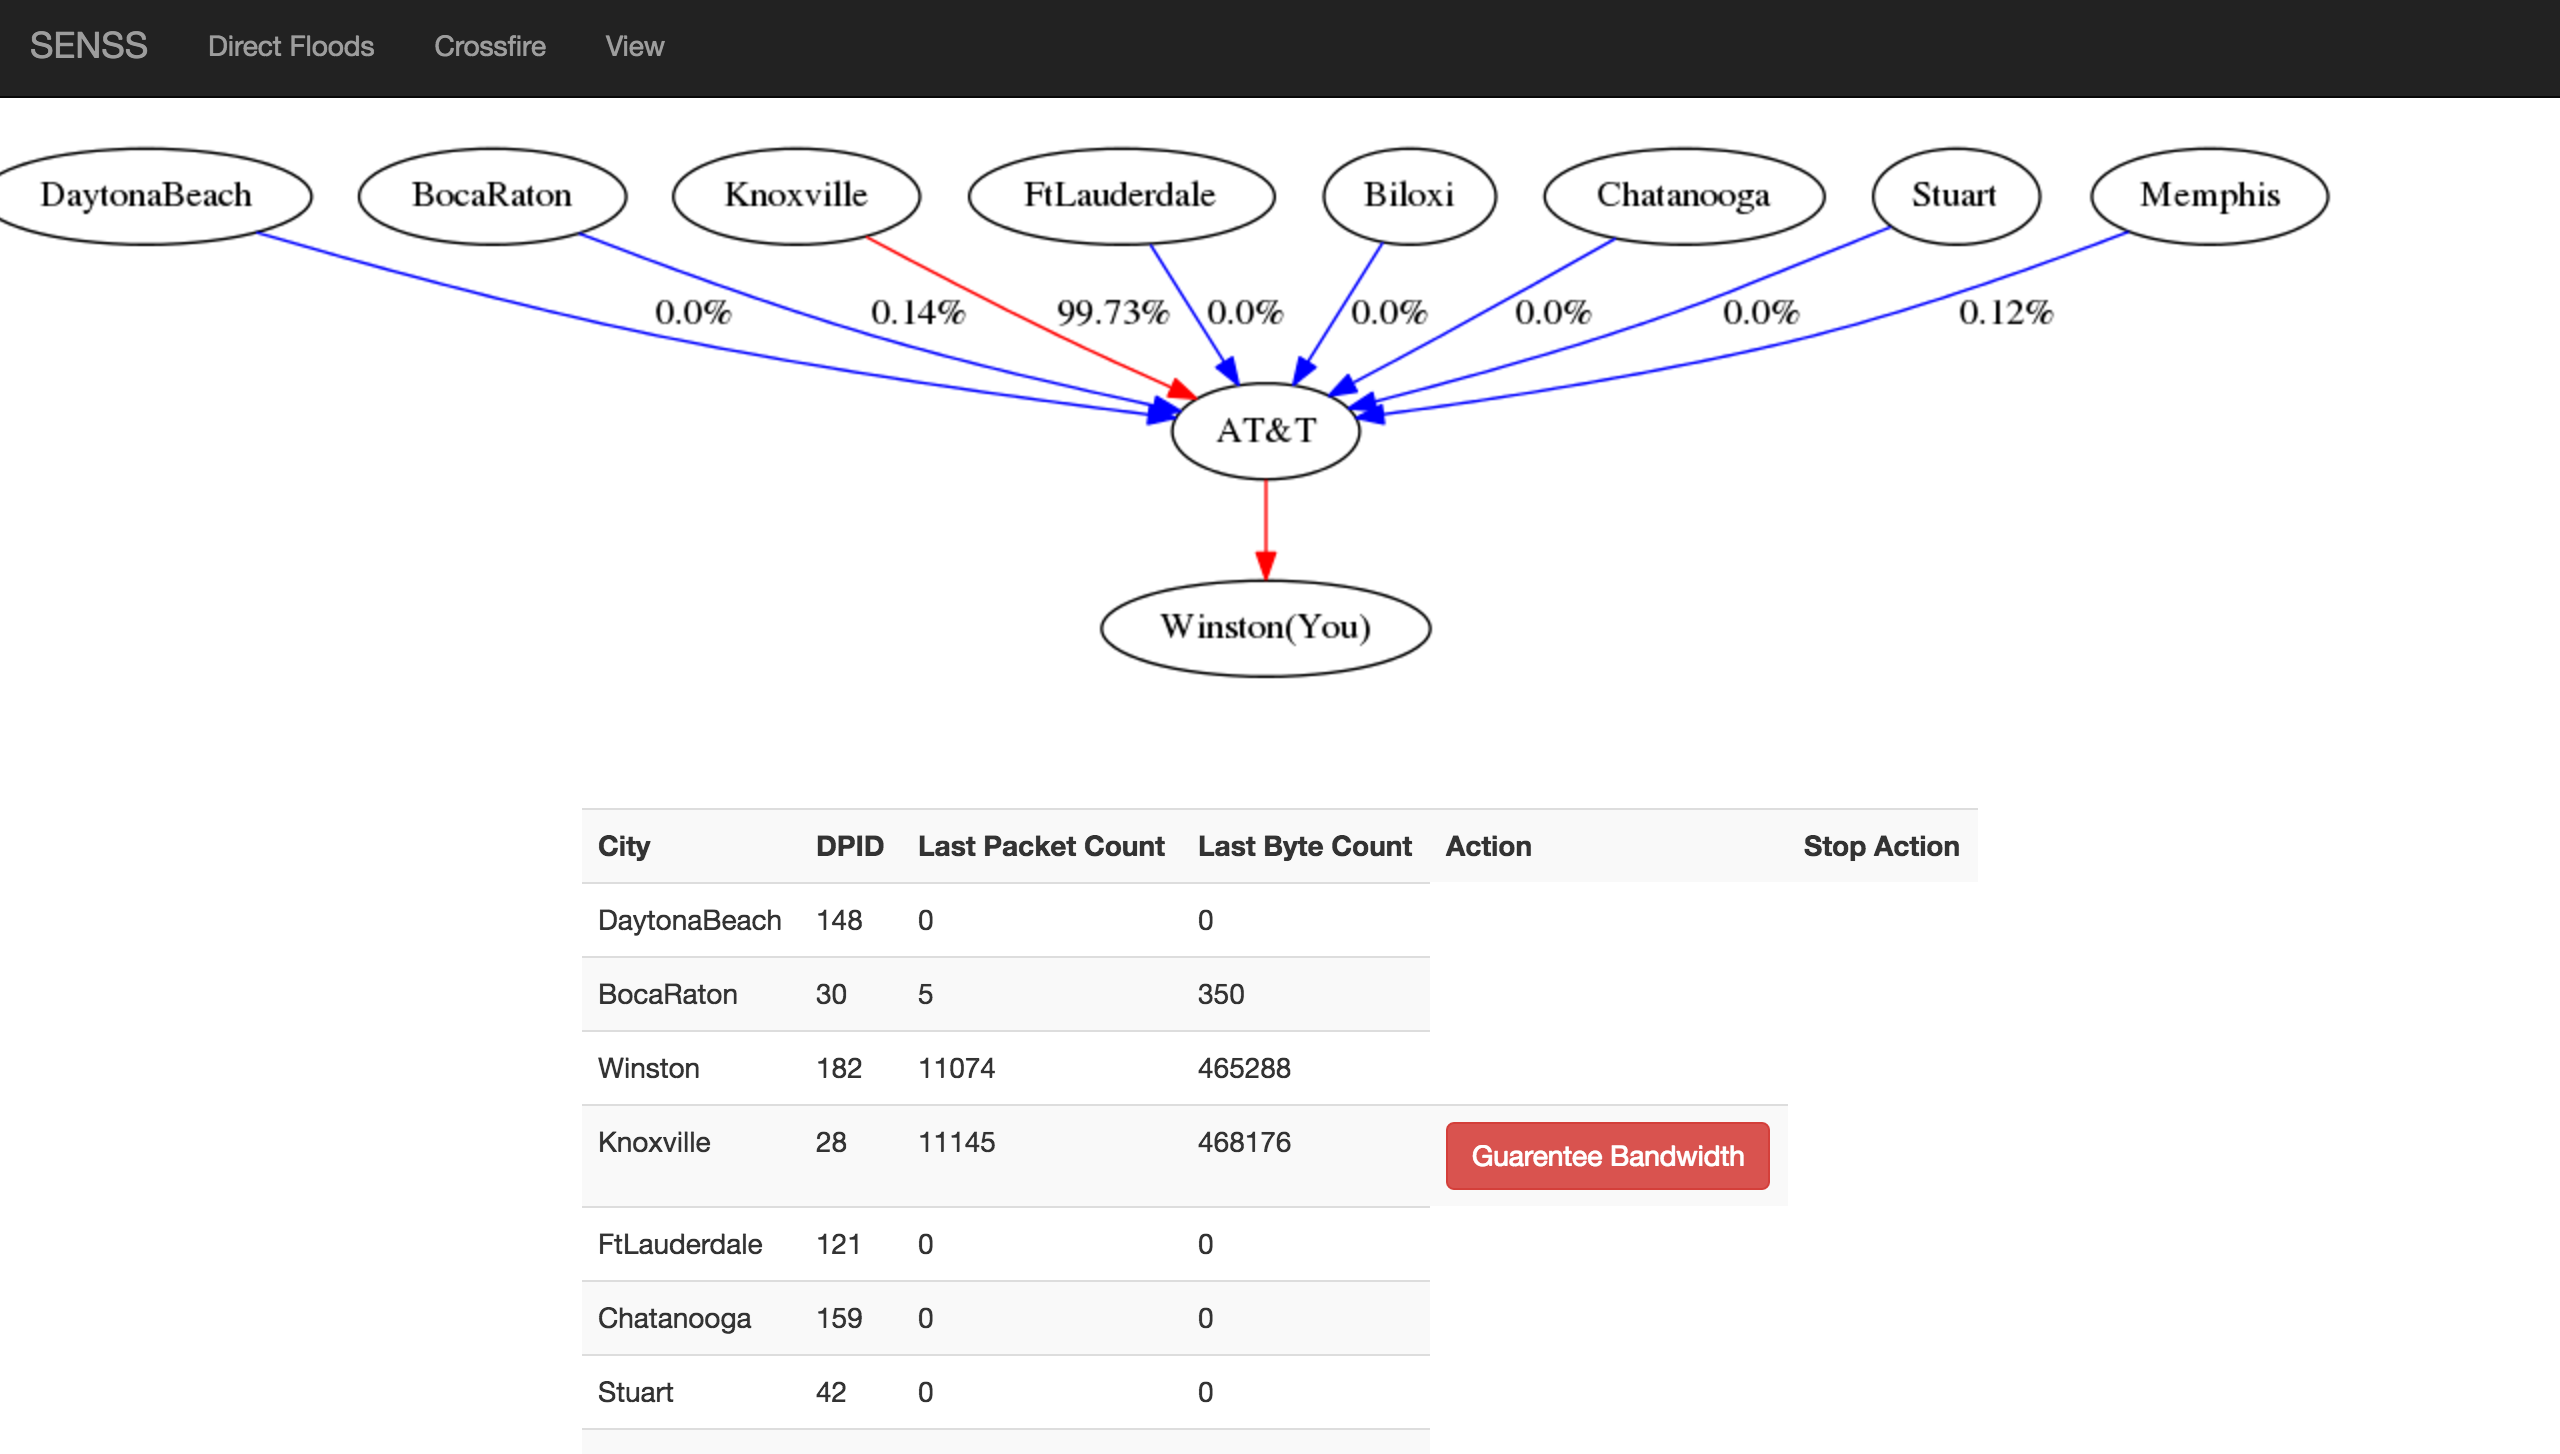 SENSS Direct Floods Crossfire View
DaytonaBeach BocaRaton Knoxville FtLauderdale Biloxi Chatanooga Stuart Memphis
0.0% 0.14% 99.73% 0.0% 0.0% 0.0% 0.0% 0.12%
AT&T
Winston(You)
City DPID Last Packet Count Last Byte Count Action Stop Action
DaytonaBeach 148 0 0
BocaRaton 30 5 350
Winston 182 11074 465288
Knoxville 28 11145 468176 Guarentee Bandwidth
FtLauderdale 121 0 0
Chatanooga 159 0 0
Stuart 42 0 0